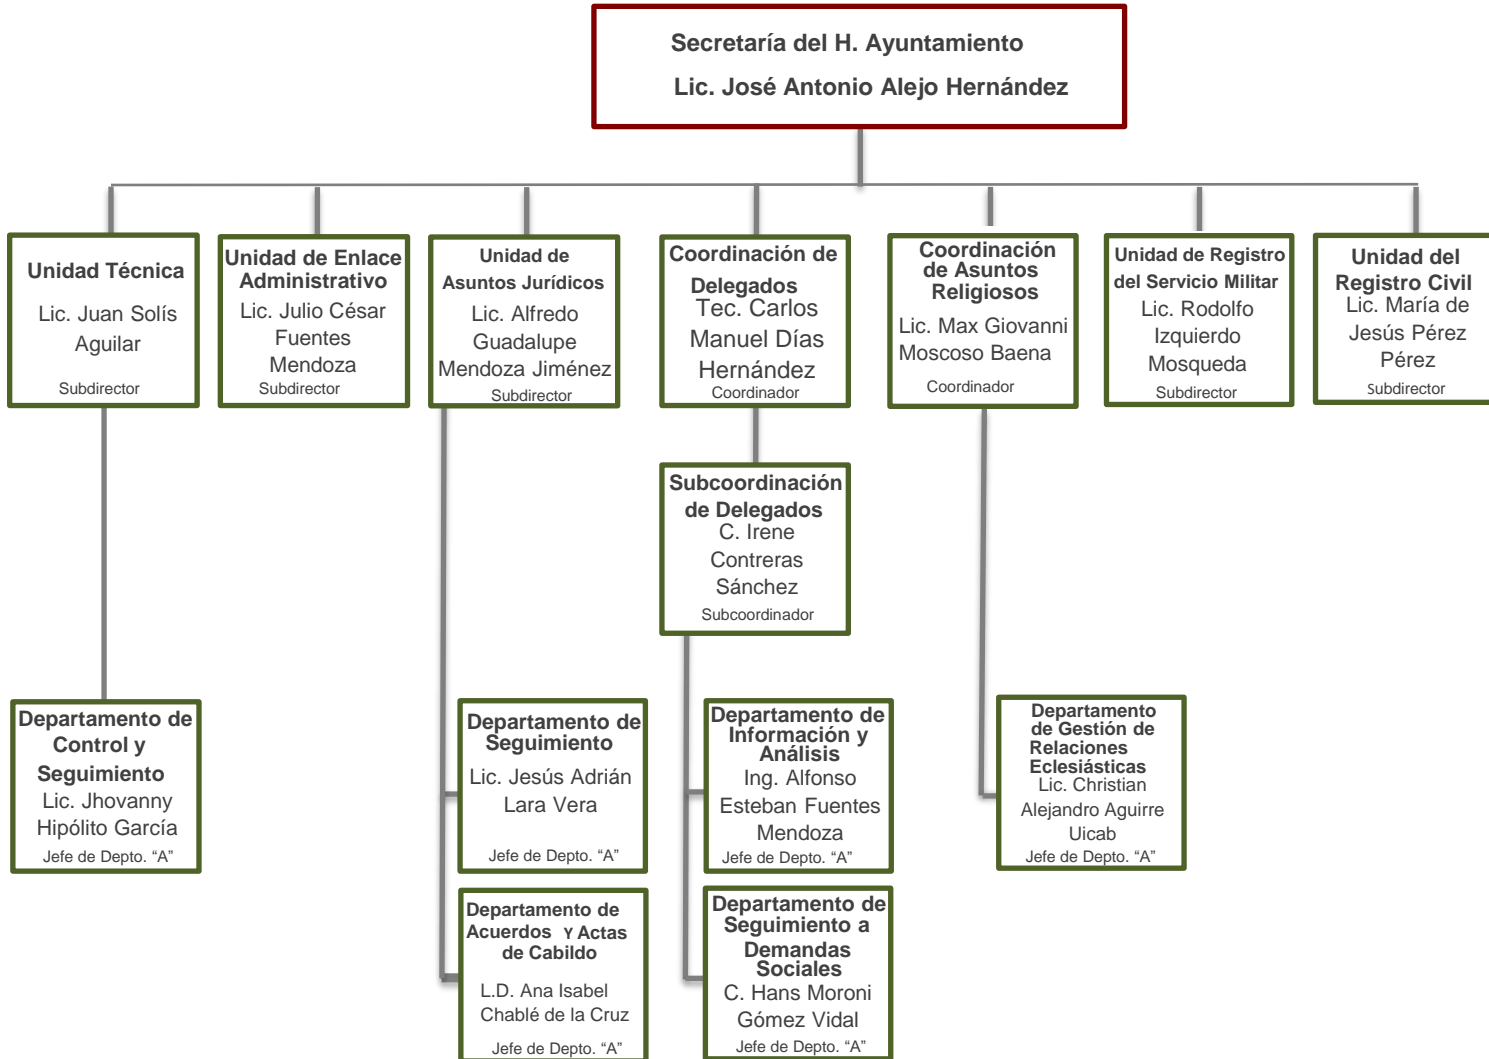 Secretaría del H. Ayuntamiento
Lic. José Antonio Alejo Hernández
Unidad Técnica
Lic. Juan Solís
Aguilar
Subdirector
Unidad de Enlace
Administrativo
Lic. Julio César
Fuentes
Mendoza
Subdirector
Unidad de
Asuntos Jurídicos
Lic. Alfredo
Guadalupe
Mendoza Jiménez
Subdirector
Coordinación de
Delegados
Tec. Carlos
Manuel Días
Hernández
Coordinador
Coordinación
de Asuntos
Religiosos
Lic. Max Giovanni
Moscoso Baena
Coordinador
Unidad de Registro
del Servicio Militar
Lic. Rodolfo
Izquierdo
Mosqueda
Subdirector
Unidad del
Registro Civil
Lic. María de
Jesús Pérez
Pérez
Subdirector
Subcoordinación
de Delegados
C. Irene
Contreras
Sánchez
Subcoordinador
Departamento de
Control y
Seguimiento
Lic. Jhovanny
Hipólito García
Jefe de Depto. “A”
Departamento de
Seguimiento
Lic. Jesús Adrián
Lara Vera
Jefe de Depto. “A”
Departamento de
Información y
Análisis
Ing. Alfonso
Esteban Fuentes
Mendoza
Jefe de Depto. “A”
Departamento
de Gestión de
Relaciones
Eclesiásticas
Lic. Christian
Alejandro Aguirre
Uicab
Jefe de Depto. “A”
Departamento de
Acuerdos Y Actas
de Cabildo
L.D. Ana Isabel
Chablé de la Cruz
Jefe de Depto. “A”
Departamento de
Seguimiento a
Demandas
Sociales
C. Hans Moroni
Gómez Vidal
Jefe de Depto. “A”